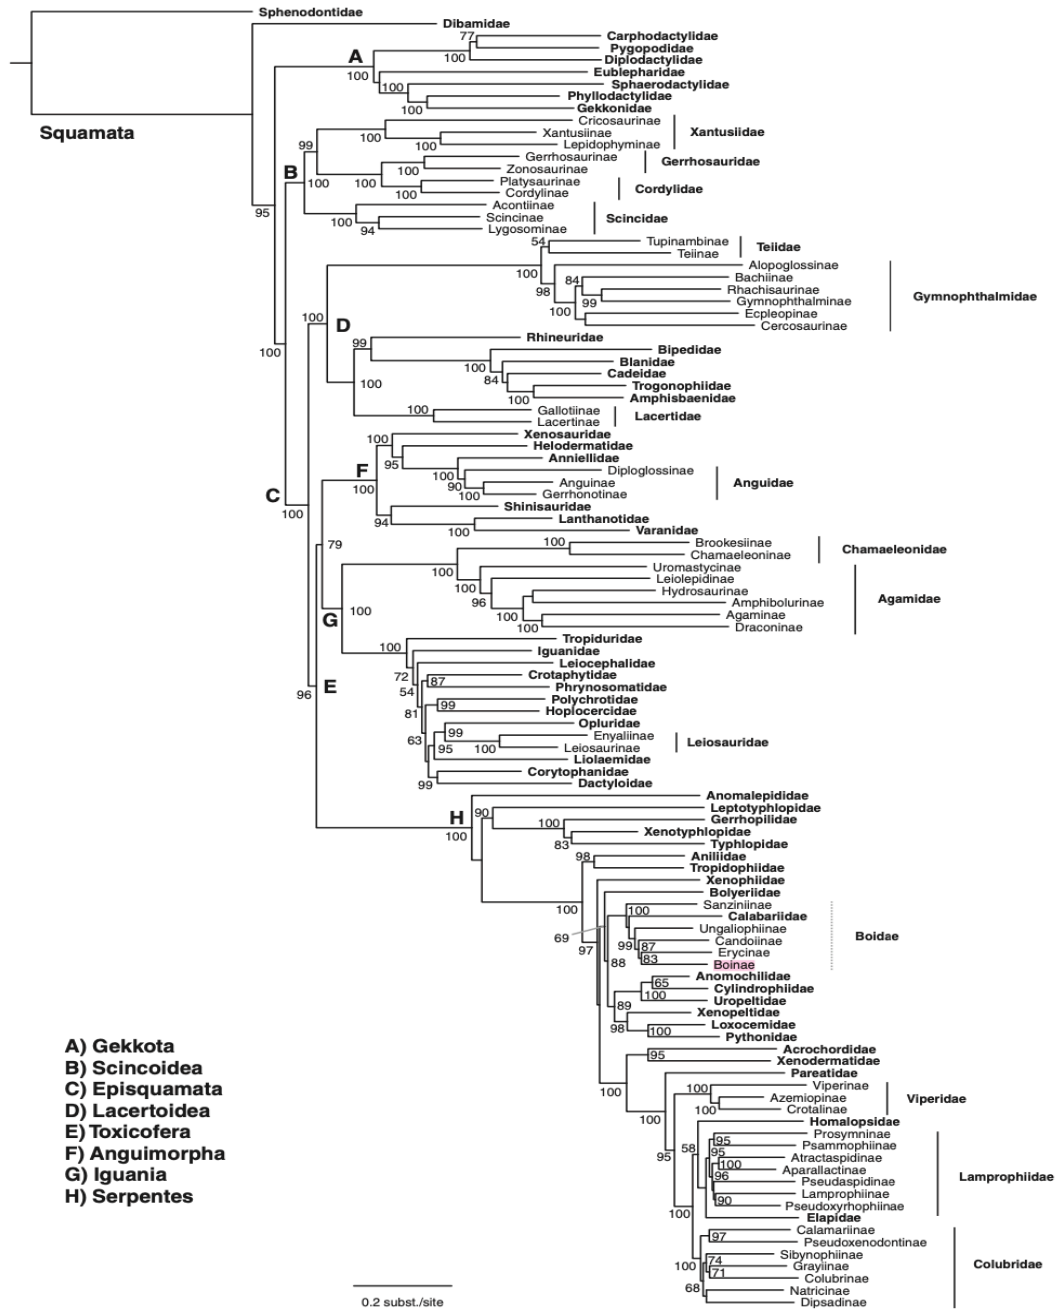 Sphenodontidae
Dibamidae
77 Carphodactylidae
Pygopodidae
A 100 Diplodactylidae
100 Eublepharidae
100 Sphaerodactylidae
Phyllodactylidae
100 Gekkonidae
Squamata
Cricosaurinae
100 Xantusiinae Xantusiidae
99 100 Lepidophyminae
Gerrhosaurinae Gerrhosauridae
B 100 Zonosaurinae
100 100 Platysaurinae Cordylidae
100 Cordylinae
Acontiinae
95 100 Scincinae Scincidae
94 Lygosominae
54 Tupinambinae Teiidae
Teiinae
100 Alopoglossinae
98 84 Bachiinae
Rhachisaurinae
99 Gymnophthalminae Gymnophthalmidae
100 Ecpleopinae
100 D Cercosaurinae
99 Rhineuridae
100 Bipedidae
100 Blanidae
84 Cadeidae
100 Trogonophiidae
100 Amphisbaenidae
100 Gallotiinae Lacertidae
Lacertinae
100 Xenosauridae
Helodermatidae
95 Anniellidae
F 100 Diploglossinae
90 Anguinae Anguidae
100 100 Gerrhonotinae
C Shinisauridae
100 94 Lanthanotidae
100 Varanidae
79 100 Brookesiinae Chamaeleonidae
Chamaeleoninae
100 Uromastycinae
100 Leiolepidinae
96 Hydrosaurinae
Amphibolurinae Agamidae
G 100 100 Agaminae
100 Draconinae
100 Tropiduridae
Iguanidae
Leiocephalidae
72 87 Crotaphytidae
96 E 54 Phrynosomatidae
99 Polychrotidae
81 Hoplocercidae
Opluridae
63 99 Enyaliinae Leiosauridae
95 100 Leiosaurinae
Liolaemidae
Corytophanidae
99 Dactyloidae
Anomalepididae
H 90 Leptotyphlopidae
100 100 Gerrhopilidae
Xenotyphlopidae
83 Typhlopidae
98 Aniliidae
Tropidophiidae
Xenophiidae
Bolyeriidae
100 100 Sanziniinae
Calabariidae
69 Ungaliophiinae Boidae
97 99 87 Candoiinae
Erycinae
88 83 Boinae
65 Anomochilidae
Cylindrophiidae
89 100 Uropeltidae
Xenopeltidae
98 Loxocemidae
100 Pythonidae
Acrochordidae
95 Xenodermatidae
Pareatidae
100 100 Viperinae
Azemiopinae Viperidae
100 100 Crotalinae
Homalopsidae
95 Prosymninae
95 58 Psammophiinae
95 Atractaspidinae
100 Aparallactinae
96 Pseudaspidinae Lamprophiidae
Lamprophiinae
90 Pseudoxyrhophiinae
100 Elapidae
Calamariinae
97 Pseudoxenodontinae
74 Sibynophiinae
100 Grayiinae Colubridae
71 Colubrinae
68 Natricinae
Dipsadinae
A) Gekkota
B) Scincoidea
C) Episquamata
D) Lacertoidea
E) Toxicofera
F) Anguimorpha
G) Iguania
H) Serpentes
0.2 subst./site